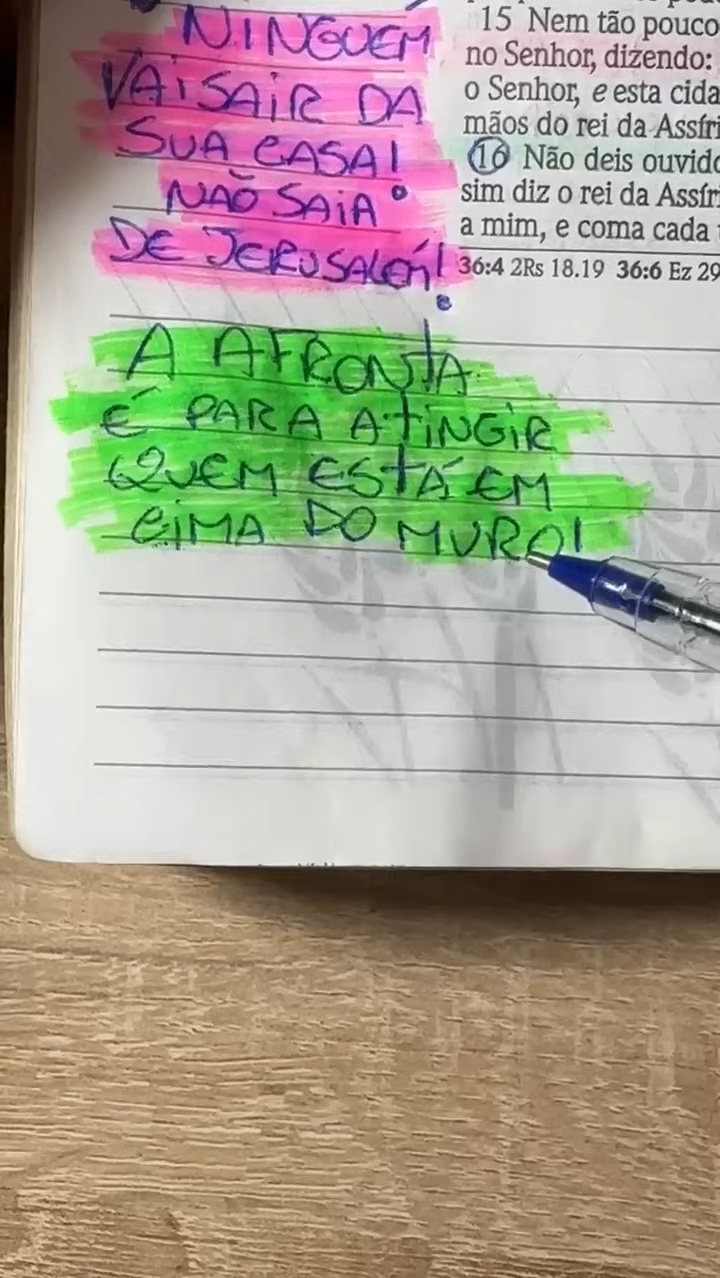 NINGUÉM
VAI SAIR DA
SUA CASA!
NÃO SAIA
DE JERUSALÉM!
A AFRONTA
É PARA ATINGIR
QUEM ESTÁ EM
CIMA DO MURO!
15 Nem tão pouco
no Senhor, dizendo:
o Senhor, e esta cida
mãos do rei da Assíri
16 Não deis ouvido
sim diz o rei da Assír
a mim, e coma cada
36:4 2Rs 18.19 36:6 Ez 29